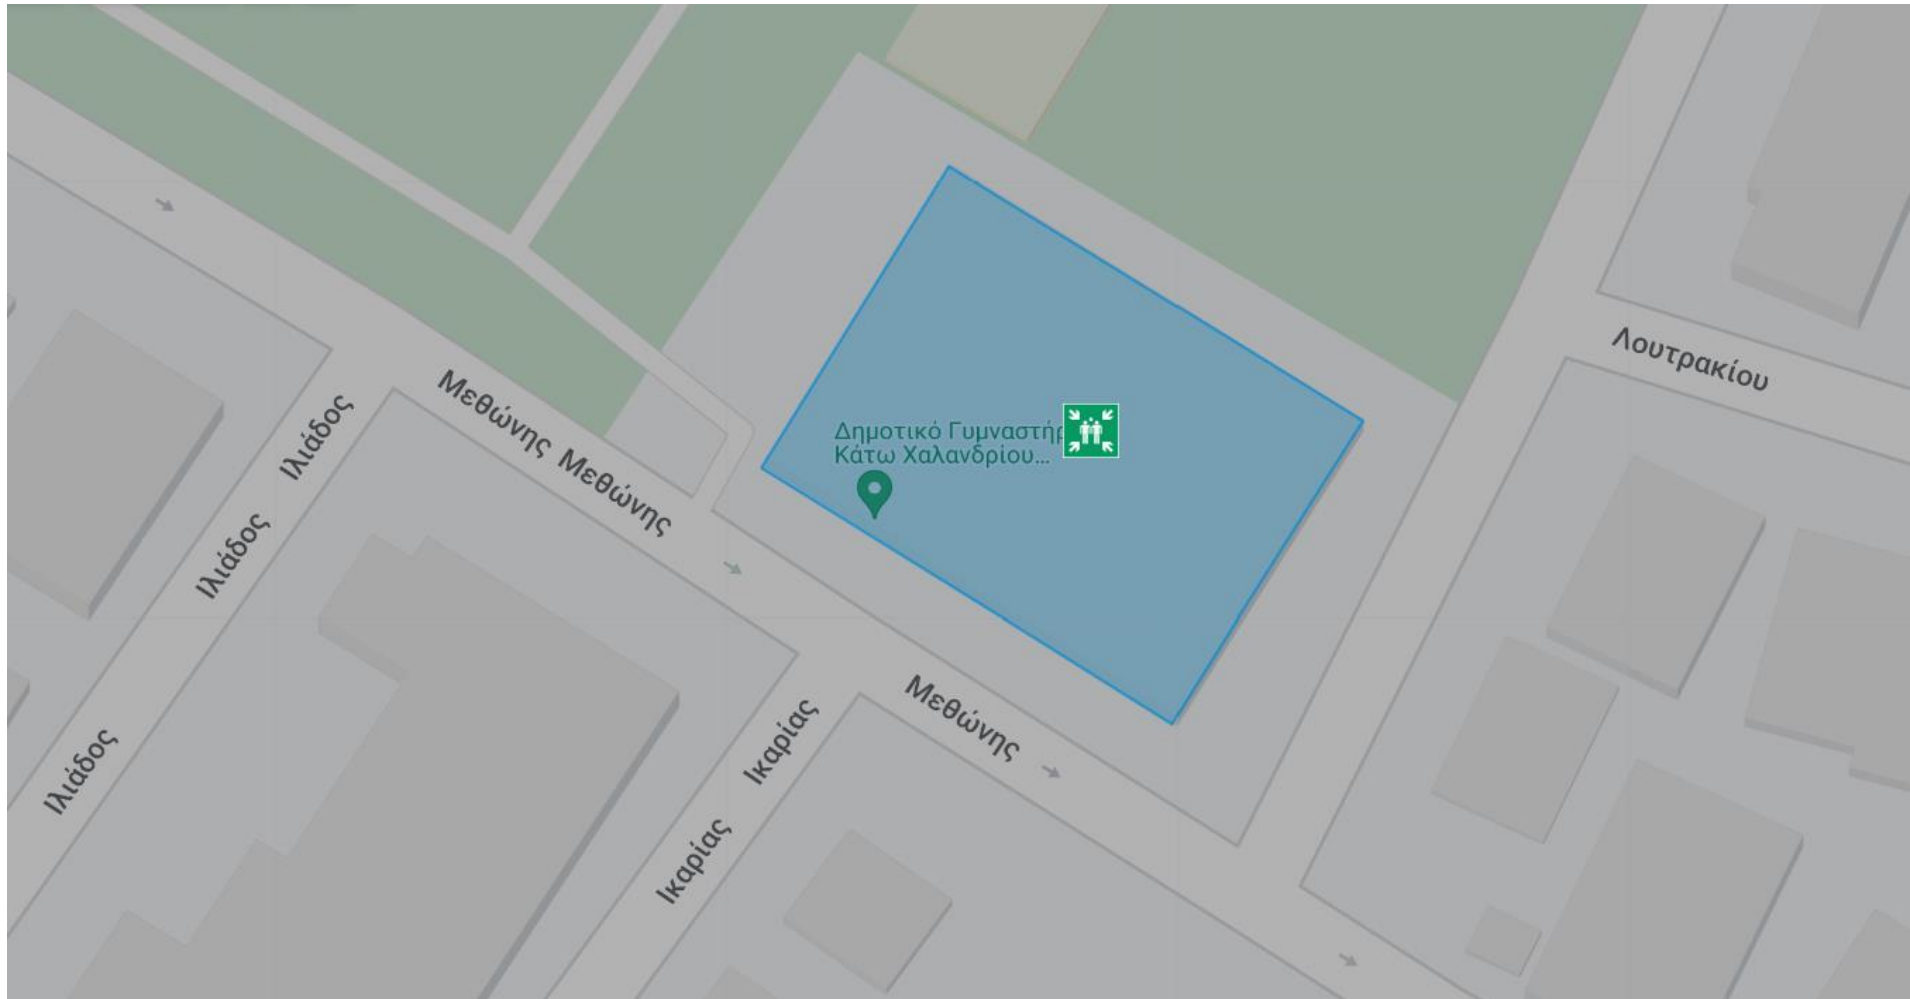 Λουτρακίου
Μεθώνης
Μεθώνης
Ιλιάδος
Δημοτικό Γυμναστήρ
Κάτω Χαλανδρίου...
Ιλιάδος
Μεθώνης
Ικαρίας
Ιλιάδος
Ικαρίας